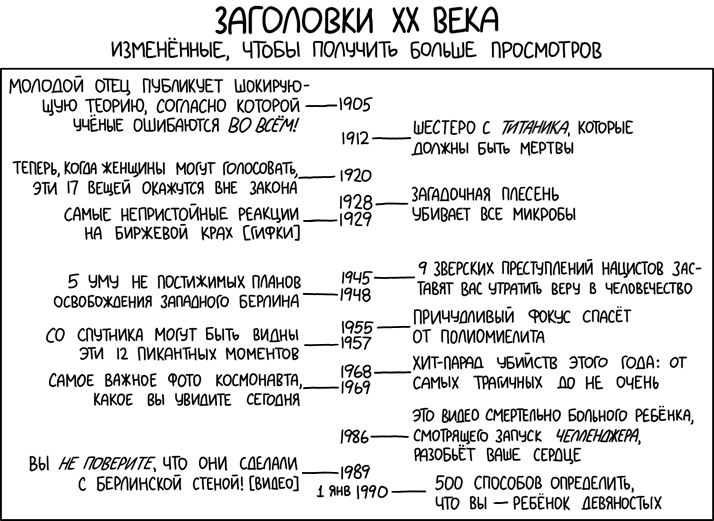 ЗАГОЛОВКИ XX ВЕКА
ИЗМЕНЁННЫЕ, ЧТОБЫ ПОЛУЧИТЬ БОЛЬШЕ ПРОСМОТРОВ
МОЛОДОЙ ОТЕЦ ПУБЛИКУЕТ ШОКИРУЮ-
ЩУЮ ТЕОРИЮ, СОГЛАСНО КОТОРОЙ
УЧЁНЫЕ ОШИБАЮТСЯ ВО ВСЁМ!
1905
1912
ШЕСТЕРО С ТИТАНИКА, КОТОРЫЕ
ДОЛЖНЫ БЫТЬ МЕРТВЫ
ТЕПЕРЬ, КОГДА ЖЕНЩИНЫ МОГУТ ГОЛОСОВАТЬ,
ЭТИ 17 ВЕЩЕЙ ОКАЖУТСЯ ВНЕ ЗАКОНА
1920
1928
ЗАГАДОЧНАЯ ПЛЕСЕНЬ
УБИВАЕТ ВСЕ МИКРОБЫ
САМЫЕ НЕПРИСТОЙНЫЕ РЕАКЦИИ
НА БИРЖЕВОЙ КРАХ [ГИФКИ]
1929
1945
9 ЗВЕРСКИХ ПРЕСТУПЛЕНИЙ НАЦИСТОВ ЗАС-
ТАВЯТ ВАС УТРАТИТЬ ВЕРУ В ЧЕЛОВЕЧЕСТВО
5 УМУ НЕ ПОСТИЖИМЫХ ПЛАНОВ
ОСВОБОЖДЕНИЯ ЗАПАДНОГО БЕРЛИНА
1948
1955
ПРИЧУДЛИВЫЙ ФОКУС СПАСЁТ
ОТ ПОЛИОМИЕЛИТА
СО СПУТНИКА МОГУТ БЫТЬ ВИДНЫ
ЭТИ 12 ПИКАНТНЫХ МОМЕНТОВ
1957
1968
ХИТ-ПАРАД УБИЙСТВ ЭТОГО ГОДА: ОТ
САМЫХ ТРАГИЧНЫХ ДО НЕ ОЧЕНЬ
САМОЕ ВАЖНОЕ ФОТО КОСМОНАВТА,
КАКОЕ ВЫ УВИДИТЕ СЕГОДНЯ
1969
1986
ЭТО ВИДЕО СМЕРТЕЛЬНО БОЛЬНОГО РЕБЁНКА,
СМОТРЯЩЕГО ЗАПУСК ЧЕЛЛЕНДЖЕРА,
РАЗОБЬЁТ ВАШЕ СЕРДЦЕ
ВЫ НЕ ПОВЕРИТЕ, ЧТО ОНИ СДЕЛАЛИ
С БЕРЛИНСКОЙ СТЕНОЙ! [ВИДЕО]
1989
1 ЯНВ 1990
500 СПОСОБОВ ОПРЕДЕЛИТЬ,
ЧТО ВЫ — РЕБЁНОК ДЕВЯНОСТЫХ